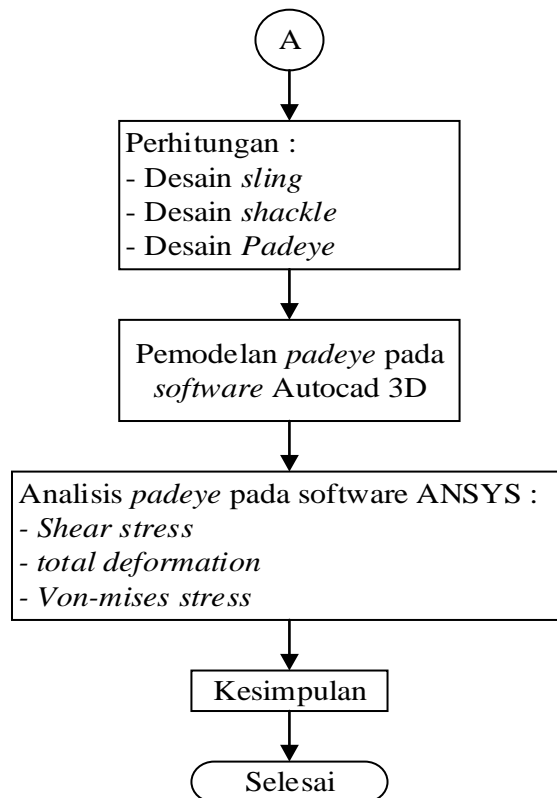 A
Perhitungan :
- Desain sling
- Desain shackle
- Desain Padeye
Pemodelan padeye pada
software Autocad 3D
Analisis padeye pada software ANSYS :
- Shear stress
- total deformation
- Von-mises stress
Kesimpulan
Selesai